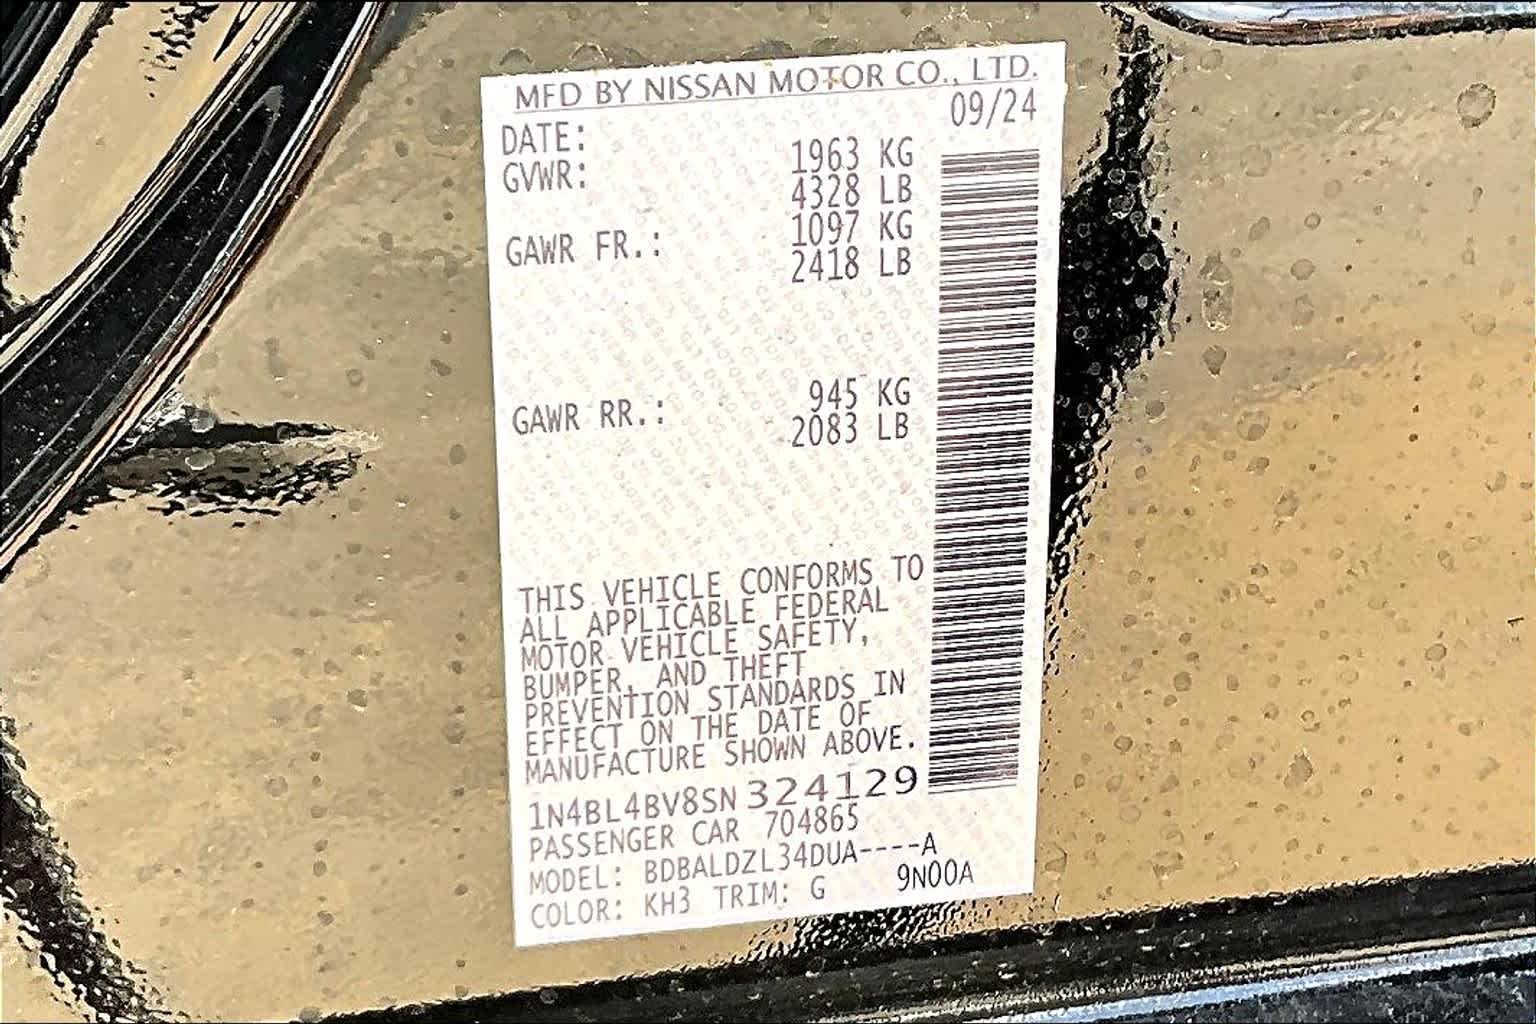 MFD BY NISSAN MOTOR CO., LTD.
DATE: 09/24
GVWR: 1963 KG
4328 LB
GAWR FR.: 1097 KG
2418 LB
GAWR RR.: 945 KG
2083 LB
THIS VEHICLE CONFORMS TO
ALL APPLICABLE FEDERAL
MOTOR VEHICLE SAFETY,
BUMPER, AND THEFT
PREVENTION STANDARDS IN
EFFECT ON THE DATE OF
MANUFACTURE SHOWN ABOVE.
1N4BL4BV8SN324129
PASSENGER CAR 704865
MODEL: BDBALDZL34DUA----A
COLOR: KH3 TRIM: G 9N00A